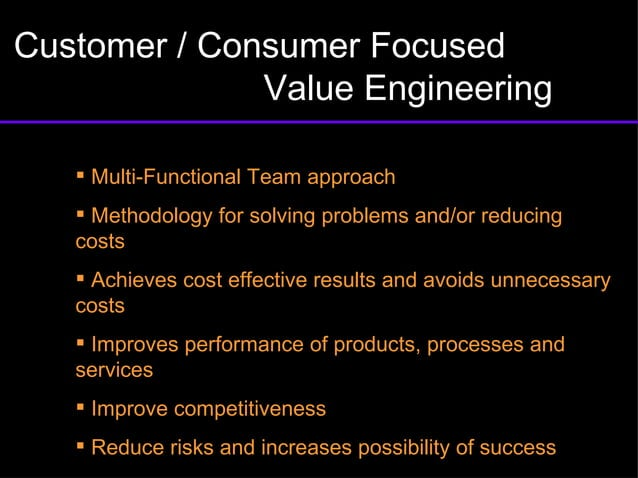 Customer / Consumer Focused
Value Engineering
▪ Multi-Functional Team approach
▪ Methodology for solving problems and/or reducing
costs
▪ Achieves cost effective results and avoids unnecessary
costs
▪ Improves performance of products, processes and
services
▪ Improve competitiveness
▪ Reduce risks and increases possibility of success